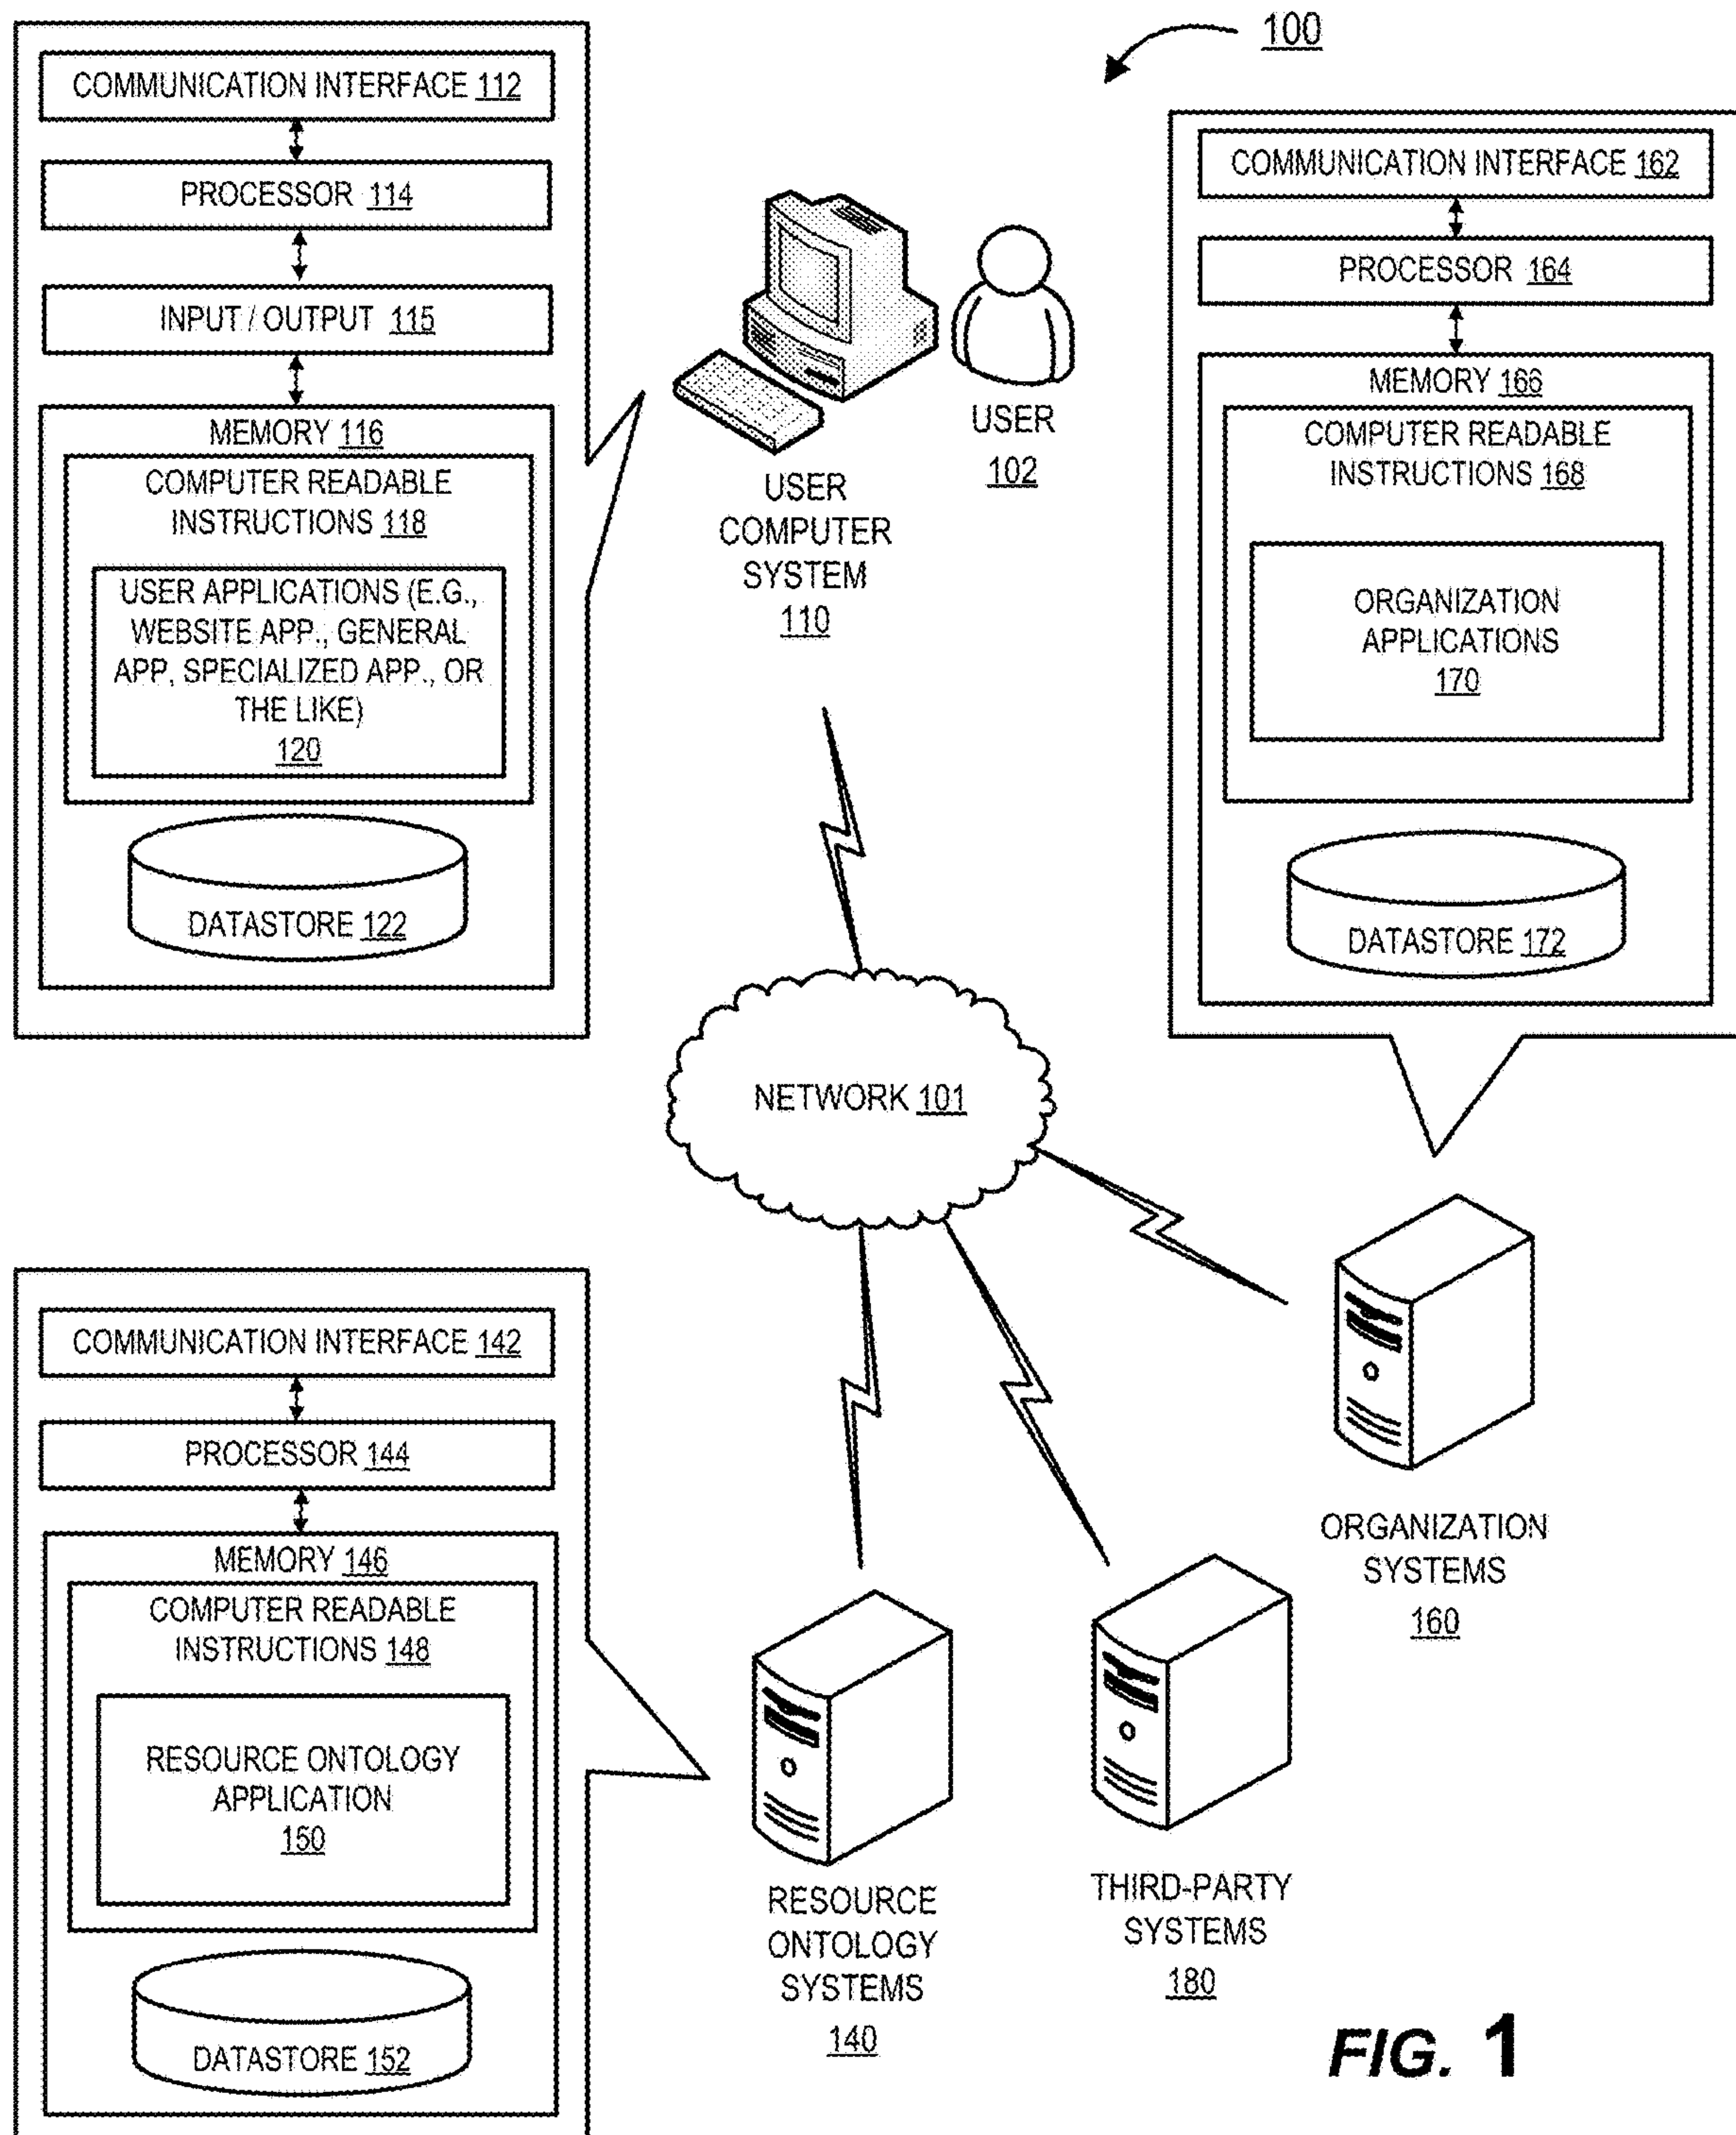 100
COMMUNICATION INTERFACE 112
PROCESSOR 114
INPUT / OUTPUT 115
MEMORY 116
COMPUTER READABLE
INSTRUCTIONS 118
USER APPLICATIONS (E.G.,
WEBSITE APP., GENERAL
APP, SPECIALIZED APP., OR
THE LIKE)
120
DATASTORE 122
USER
COMPUTER
SYSTEM
110
USER
102
COMMUNICATION INTERFACE 162
PROCESSOR 164
MEMORY 166
COMPUTER READABLE
INSTRUCTIONS 168
ORGANIZATION
APPLICATIONS
170
DATASTORE 172
NETWORK 101
COMMUNICATION INTERFACE 142
PROCESSOR 144
MEMORY 146
COMPUTER READABLE
INSTRUCTIONS 148
RESOURCE ONTOLOGY
APPLICATION
150
DATASTORE 152
RESOURCE
ONTOLOGY
SYSTEMS
140
THIRD-PARTY
SYSTEMS
180
ORGANIZATION
SYSTEMS
160
FIG. 1